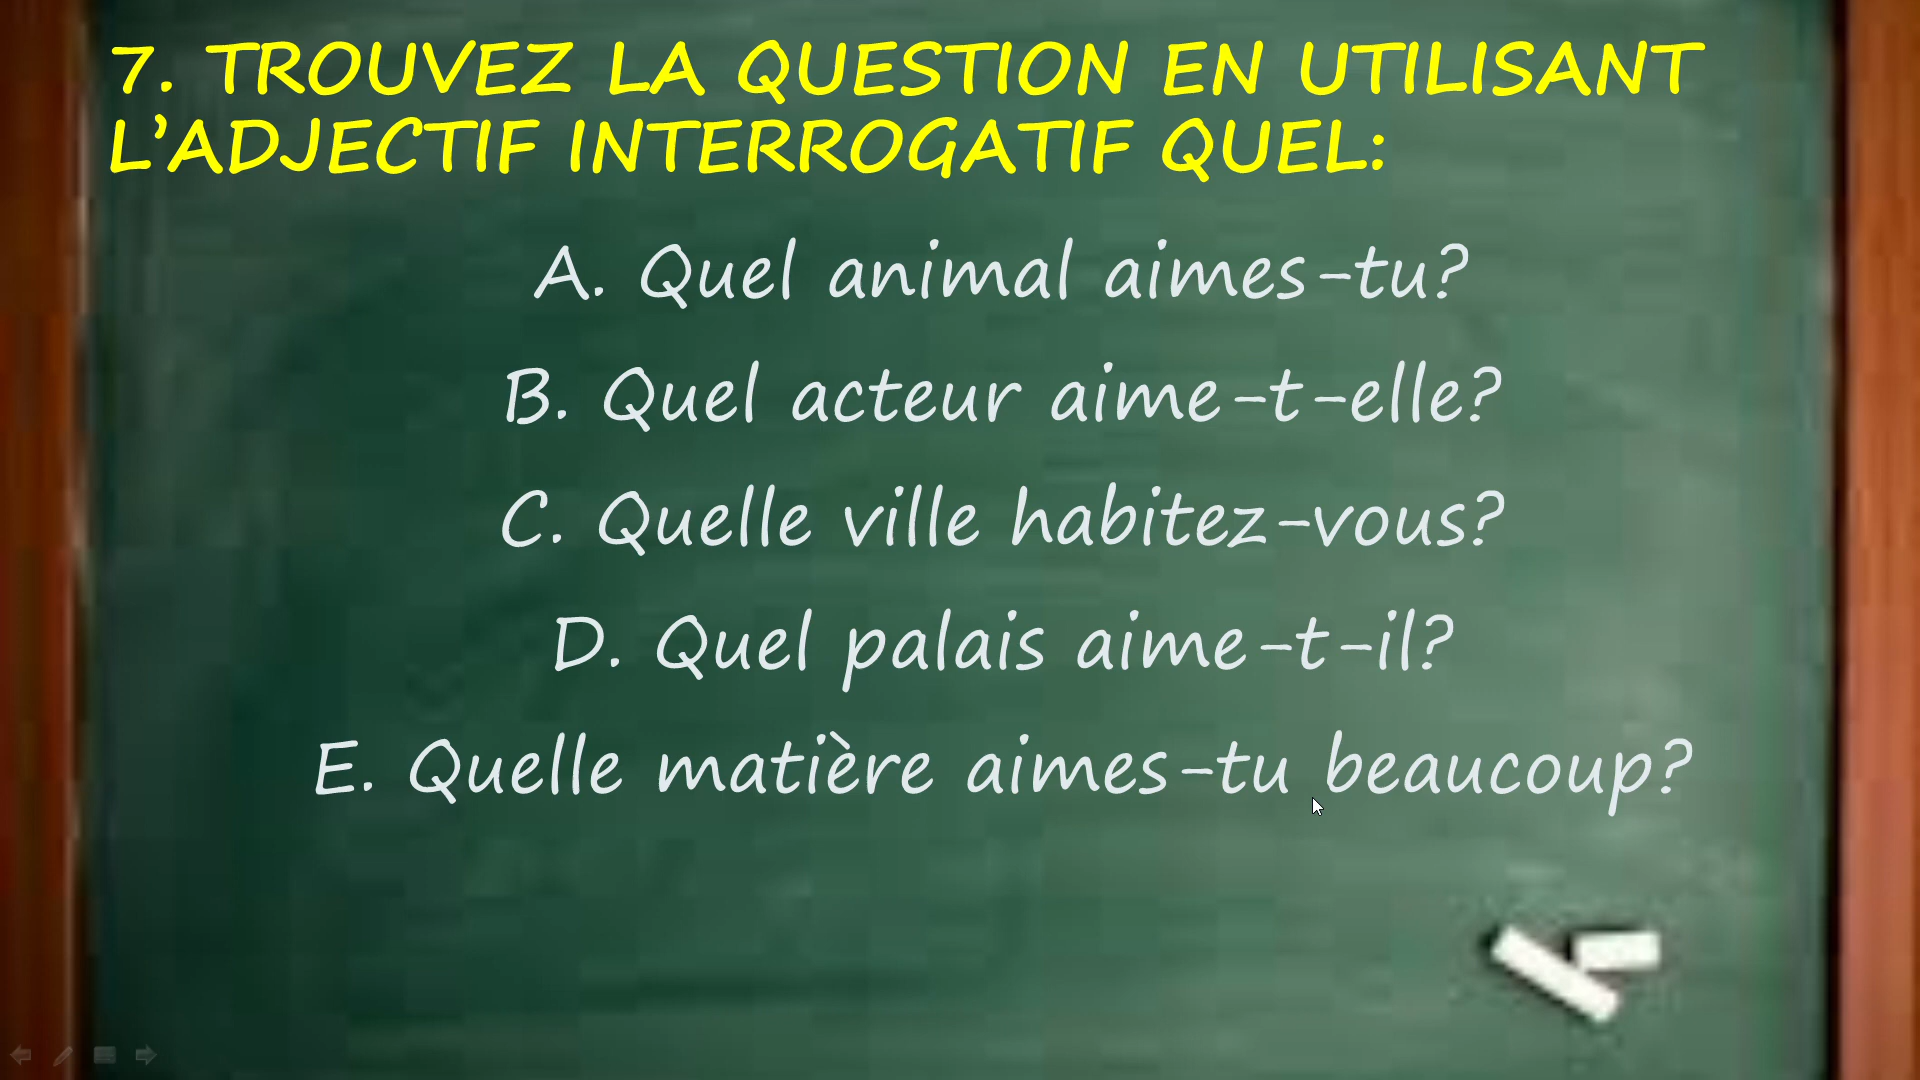 7. TROUVEZ LA QUESTION EN UTILISANT
L’ADJECTIF INTERROGATIF QUEL:
A. Quel animal aimes-tu?
B. Quel acteur aime-t-elle?
C. Quelle ville habitez-vous?
D. Quel palais aime-t-il?
E. Quelle matière aimes-tu beaucoup?